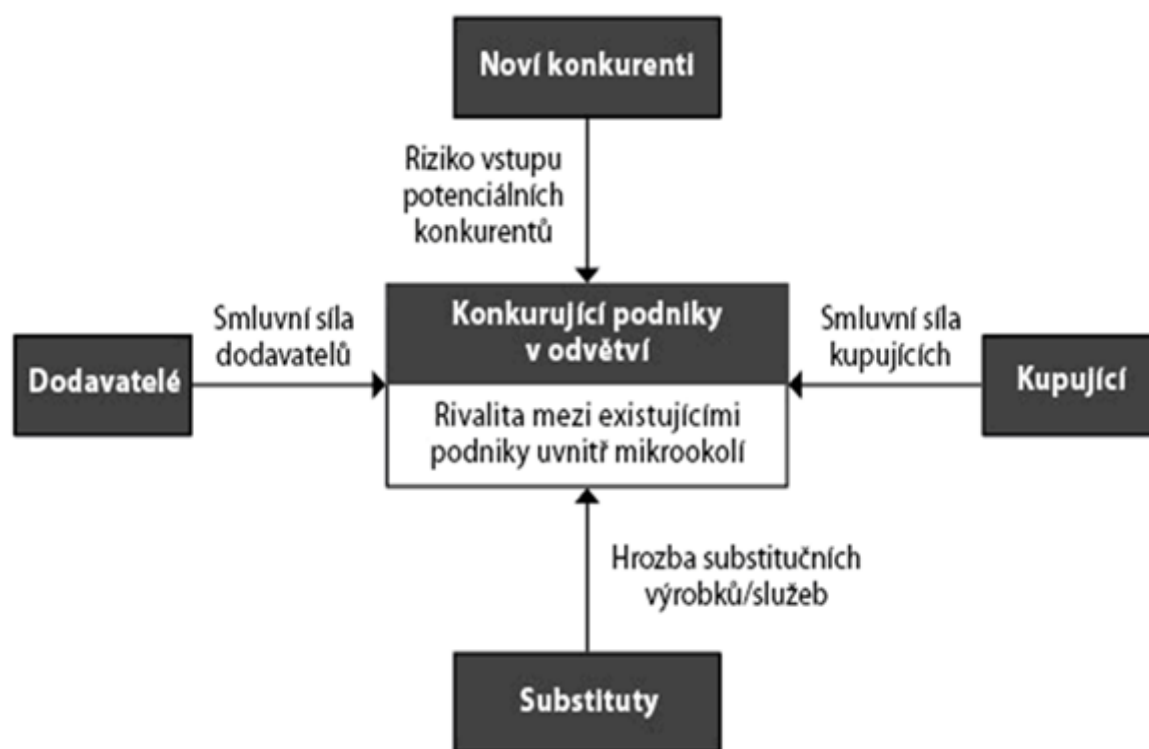 Noví konkurenti
Riziko vstupu
potenciálních
konkurentů
Smluvní síla
dodavatelů
Konkurující podniky
v odvětví
Smluvní síla
kupujících
Dodavatelé
Kupující
Rivalita mezi existujícími
podniky uvnitř mikrookolí
Hrozba substitučních
výrobků/služeb
Substituty